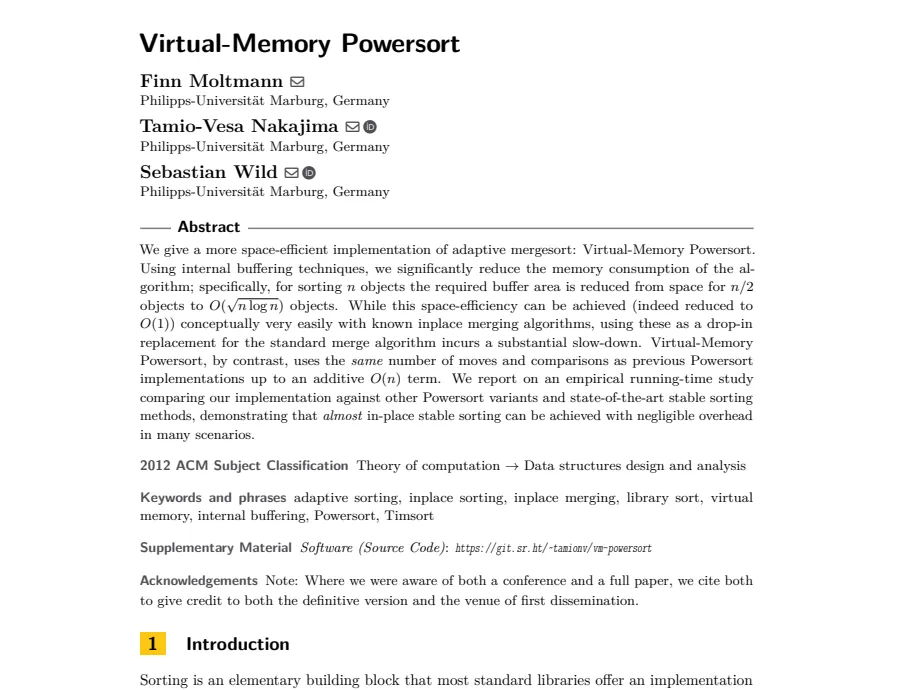 Virtual-Memory Powersort
Finn Moltmann
Philipps-Universität Marburg, Germany
Tamio-Vesa Nakajima
Philipps-Universität Marburg, Germany
Sebastian Wild
Philipps-Universität Marburg, Germany
Abstract
We give a more space-efficient implementation of adaptive mergesort: Virtual-Memory Powersort.
Using internal buffering techniques, we significantly reduce the memory consumption of the al-
gorithm; specifically, for sorting n objects the required buffer area is reduced from space for n/2
objects to O(√n log n) objects. While this space-efficiency can be achieved (indeed reduced to
O(1)) conceptually very easily with known inplace merging algorithms, using these as a drop-in
replacement for the standard merge algorithm incurs a substantial slow-down. Virtual-Memory
Powersort, by contrast, uses the same number of moves and comparisons as previous Powersort
implementations up to an additive O(n) term. We report on an empirical running-time study
comparing our implementation against other Powersort variants and state-of-the-art stable sorting
methods, demonstrating that almost in-place stable sorting can be achieved with negligible overhead
in many scenarios.
2012 ACM Subject Classification Theory of computation → Data structures design and analysis
Keywords and phrases adaptive sorting, inplace sorting, inplace merging, library sort, virtual
memory, internal buffering, Powersort, Timsort
Supplementary Material Software (Source Code): https://git.sr.ht/~tamionv/vm-powersort
Acknowledgements Note: Where we were aware of both a conference and a full paper, we cite both
to give credit to both the definitive version and the venue of first dissemination.
1 Introduction
Sorting is an elementary building block that most standard libraries offer an implementation